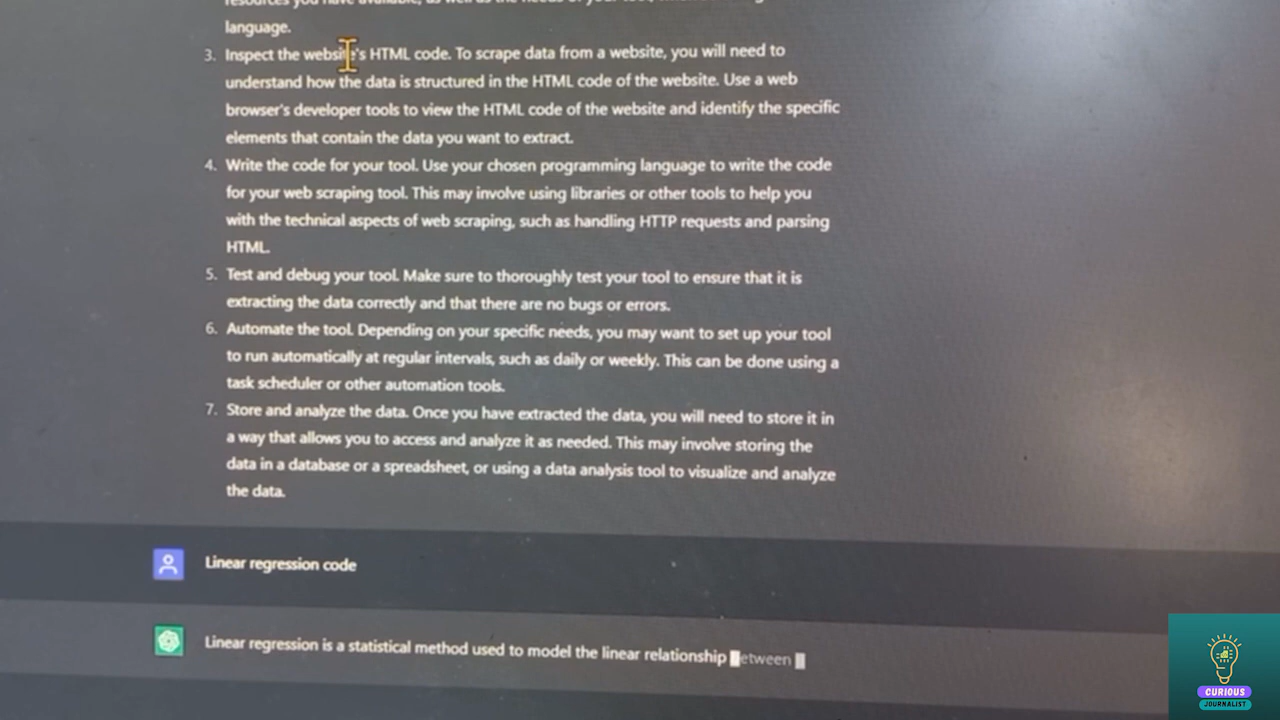 language.
3. Inspect the website's HTML code. To scrape data from a website, you will need to
understand how the data is structured in the HTML code of the website. Use a web
browser's developer tools to view the HTML code of the website and identify the specific
elements that contain the data you want to extract.
4. Write the code for your tool. Use your chosen programming language to write the code
for your web scraping tool. This may involve using libraries or other tools to help you
with the technical aspects of web scraping, such as handling HTTP requests and parsing
HTML.
5. Test and debug your tool. Make sure to thoroughly test your tool to ensure that it is
extracting the data correctly and that there are no bugs or errors.
6. Automate the tool. Depending on your specific needs, you may want to set up your tool
to run automatically at regular intervals, such as daily or weekly. This can be done using a
task scheduler or other automation tools.
7. Store and analyze the data. Once you have extracted the data, you will need to store it in
a way that allows you to access and analyze it as needed. This may involve storing the
data in a database or a spreadsheet, or using a data analysis tool to visualize and analyze
the data.
Linear regression code
Linear regression is a statistical method used to model the linear relationship between
CURIOUS
JOURNALIST